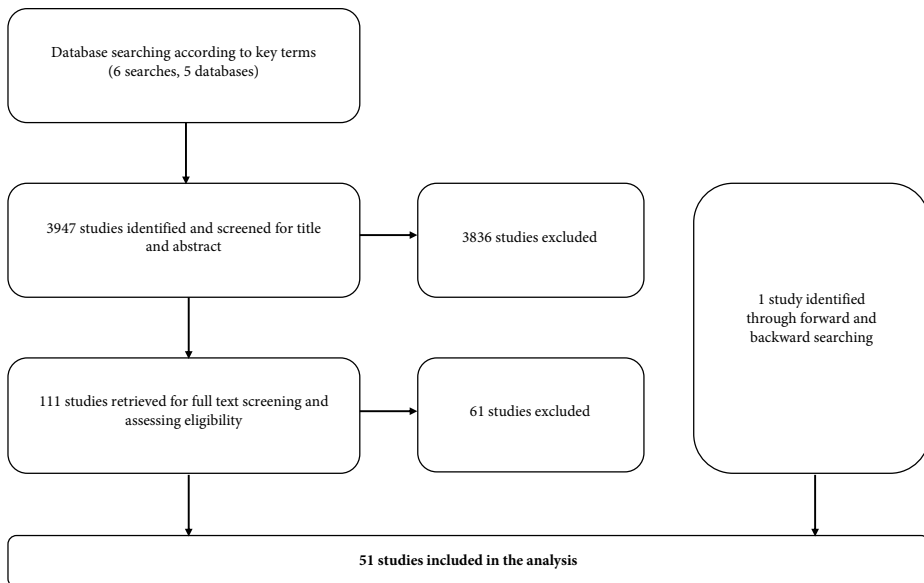 Database searching according to key terms
(6 searches, 5 databases)
3947 studies identified and screened for title
and abstract
3836 studies excluded
1 study identified
through forward and
backward searching
111 studies retrieved for full text screening and
assessing eligibility
61 studies excluded
51 studies included in the analysis